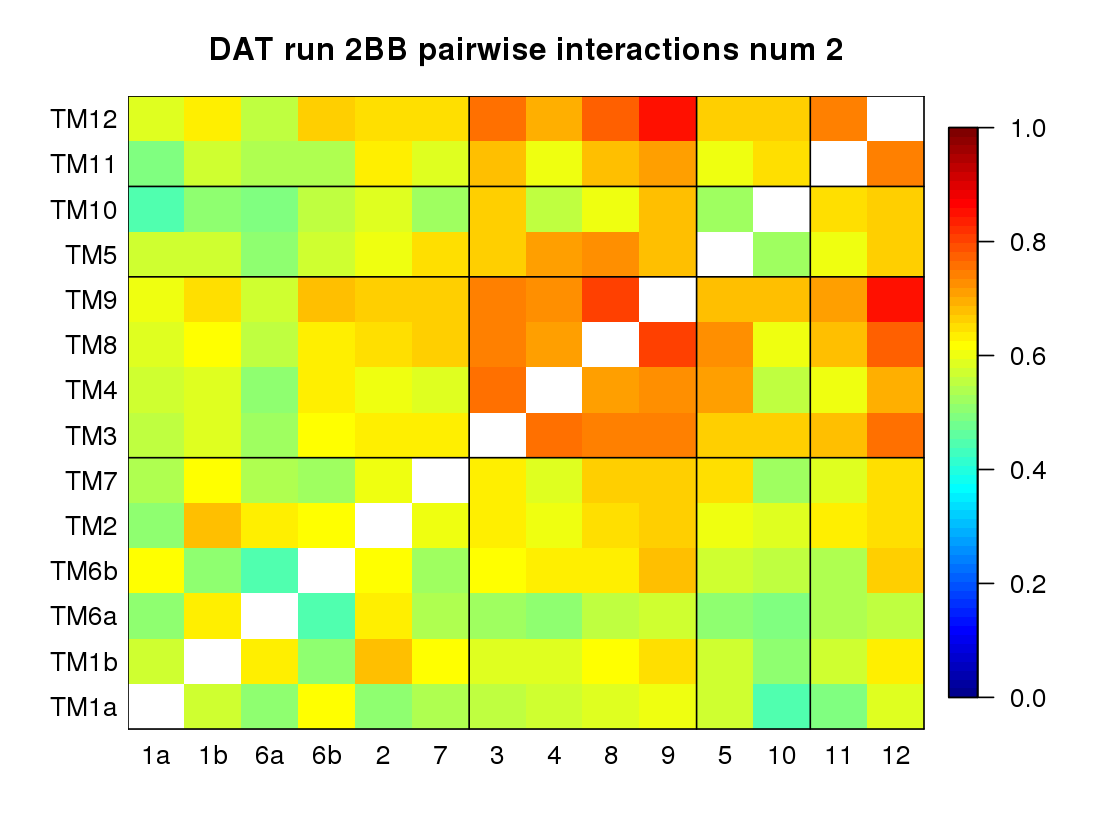 DAT run 2BB pairwise interactions num 2
TM12
TM11
TM10
TM5
TM9
TM8
TM4
TM3
TM7
TM2
TM6b
TM6a
TM1b
TM1a
1a 1b 6a 6b 2 7 3 4 8 9 5 10 11 12
1.0
0.8
0.6
0.4
0.2
0.0